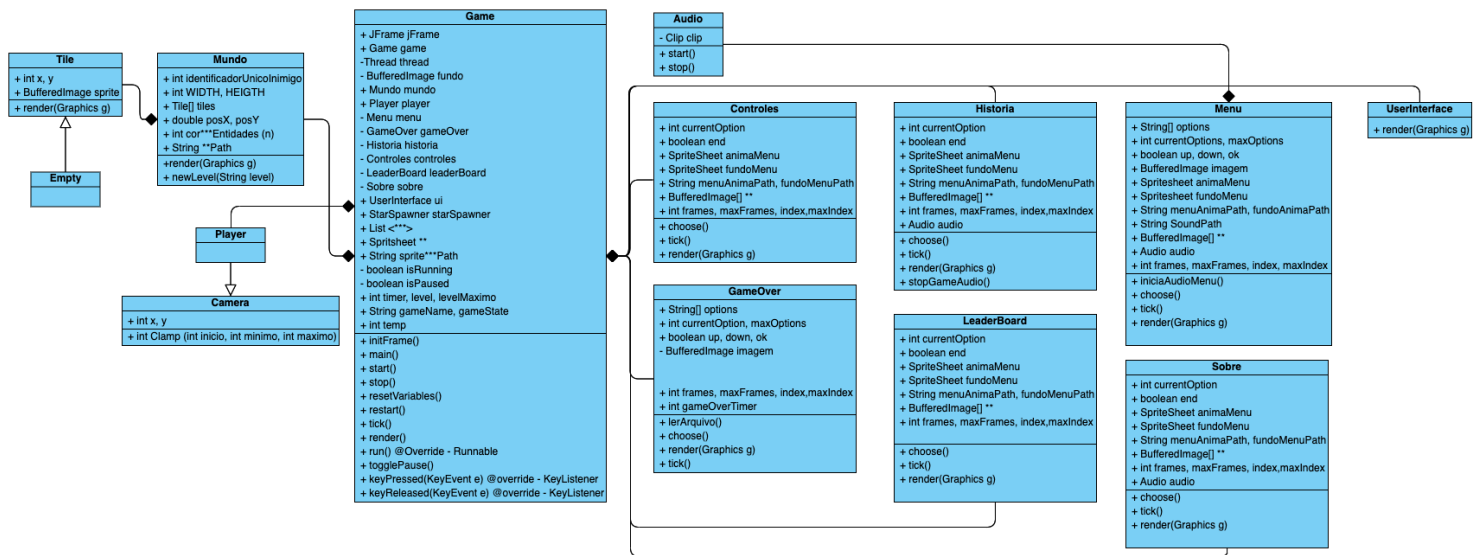 Tile
+ int x, y
+ BufferedImage sprite
+ render(Graphics g)
Empty
Mundo
+ int identificadorUnicoInimigo
+ int WIDTH, HEIGTH
+ Tile[] tiles
+ double posX, posY
+ int cor***Entidades (n)
+ String **Path
+render(Graphics g)
+ newLevel(String level)
Player
Camera
+ int x, y
+ int Clamp (int inicio, int minimo, int maximo)
Game
+ JFrame jFrame
+ Game game
-Thread thread
- BufferedImage fundo
+ Mundo mundo
+ Player player
- Menu menu
- GameOver gameOver
- Historia historia
- Controles controles
- LeaderBoard leaderBoard
- Sobre sobre
+ UserInterface ui
+ StarSpawner starSpawner
+ List <***>
+ Spritsheet **
+ String sprite***Path
- boolean isRunning
- boolean isPaused
+ int timer, level, levelMaximo
+ String gameName, gameState
+ int temp
+ initFrame()
+ main()
+ start()
+ stop()
+ resetVariables()
+ restart()
+ tick()
+ render()
+ run() @Override - Runnable
+ togglePause()
+ keyPressed(KeyEvent e) @override - KeyListener
+ keyReleased(KeyEvent e) @override - KeyListener
Audio
- Clip clip
+ start()
+ stop()
Controles
+ int currentOption
+ boolean end
+ SpriteSheet animaMenu
+ SpriteSheet fundoMenu
+ String menuAnimaPath, fundoMenuPath
+ BufferedImage[] **
+ int frames, maxFrames, index,maxIndex
+ choose()
+ tick()
+ render(Graphics g)
GameOver
+ String[] options
+ int currentOption, maxOptions
+ boolean up, down, ok
- BufferedImage imagem
+ int frames, maxFrames, index,maxIndex
+ int gameOverTimer
+ lerArquivo()
+ choose()
+ render(Graphics g)
+ tick()
Historia
+ int currentOption
+ boolean end
+ SpriteSheet animaMenu
+ SpriteSheet fundoMenu
+ String menuAnimaPath, fundoMenuPath
+ BufferedImage[] **
+ int frames, maxFrames, index,maxIndex
+ Audio audio
+ choose()
+ tick()
+ render(Graphics g)
+ stopGameAudio()
LeaderBoard
+ int currentOption
+ boolean end
+ SpriteSheet animaMenu
+ SpriteSheet fundoMenu
+ String menuAnimaPath, fundoMenuPath
+ BufferedImage[] **
+ int frames, maxFrames, index,maxIndex
+ choose()
+ tick()
+ render(Graphics g)
Menu
+ String[] options
+ int currentOptions, maxOptions
+ boolean up, down, ok
+ BufferedImage imagem
+ Spritesheet animaMenu
+ Spritesheet fundoMenu
+ String menuAnimaPath, fundoAnimaPath
+ String SoundPath
+ BufferedImage[] **
+ Audio audio
+ int frames, maxFrames, index, maxIndex
+iniciaAudioMenu()
+ choose()
+ tick()
+ render(Graphics g)
Sobre
+ int currentOption
+ boolean end
+ SpriteSheet animaMenu
+ SpriteSheet fundoMenu
+ String menuAnimaPath, fundoMenuPath
+ BufferedImage[] **
+ int frames, maxFrames, index,maxIndex
+ Audio audio
+ choose()
+ tick()
+ render(Graphics g)
UserInterface
+ render(Graphics g)